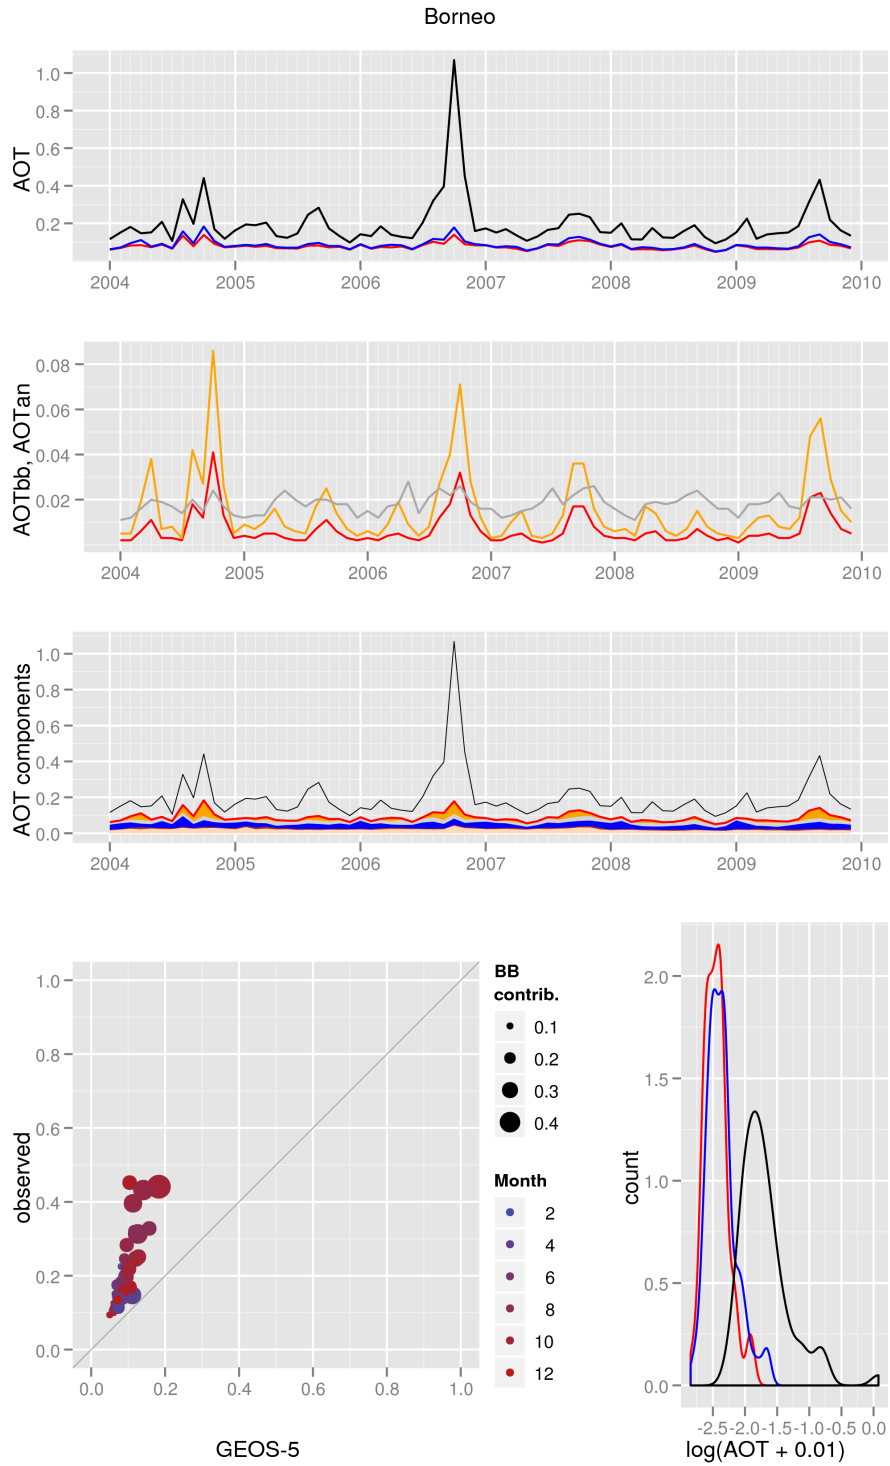 Borneo
AOT
1.0
0.8
0.6
0.4
0.2
2004 2005 2006 2007 2008 2009 2010
AOTbb, AOTan
0.08
0.06
0.04
0.02
2004 2005 2006 2007 2008 2009 2010
AOT components
1.0
0.8
0.6
0.4
0.2
0.0
2004 2005 2006 2007 2008 2009 2010
observed
1.0
0.8
0.6
0.4
0.2
0.0
0.0 0.2 0.4 0.6 0.8 1.0
GEOS-5
BB
contrib.
0.1
0.2
0.3
0.4
Month
2
4
6
8
10
12
count
2.0
1.5
1.0
0.5
0.0
-2.5 -2.0 -1.5 -1.0 -0.5 0.0
log(AOT + 0.01)